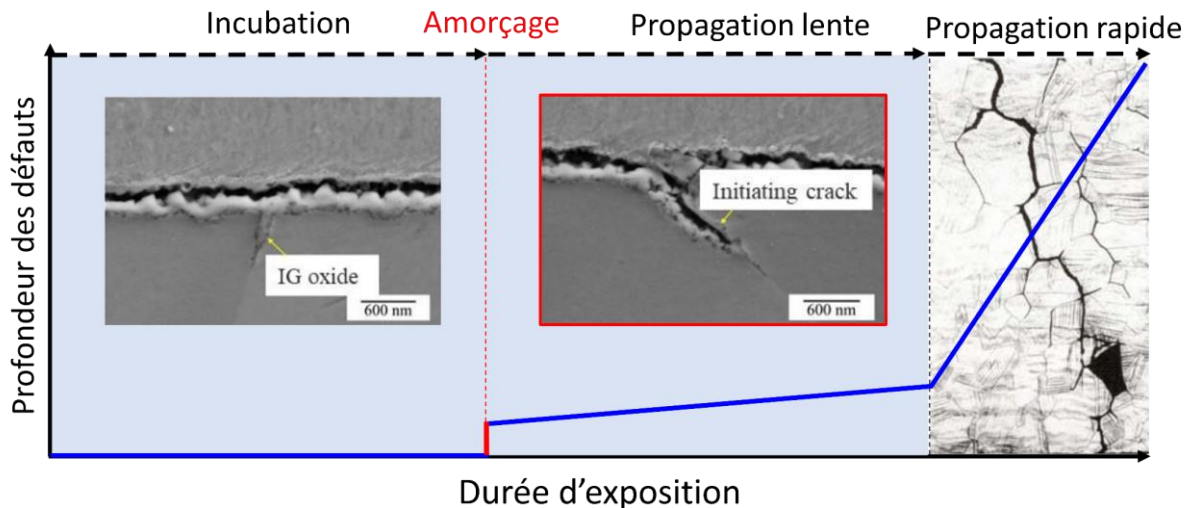 Incubation
Amorçage
Propagation lente
Propagation rapide
Profondeur des défauts
IG oxide
600 nm
Initiating crack
600 nm
Durée d'exposition